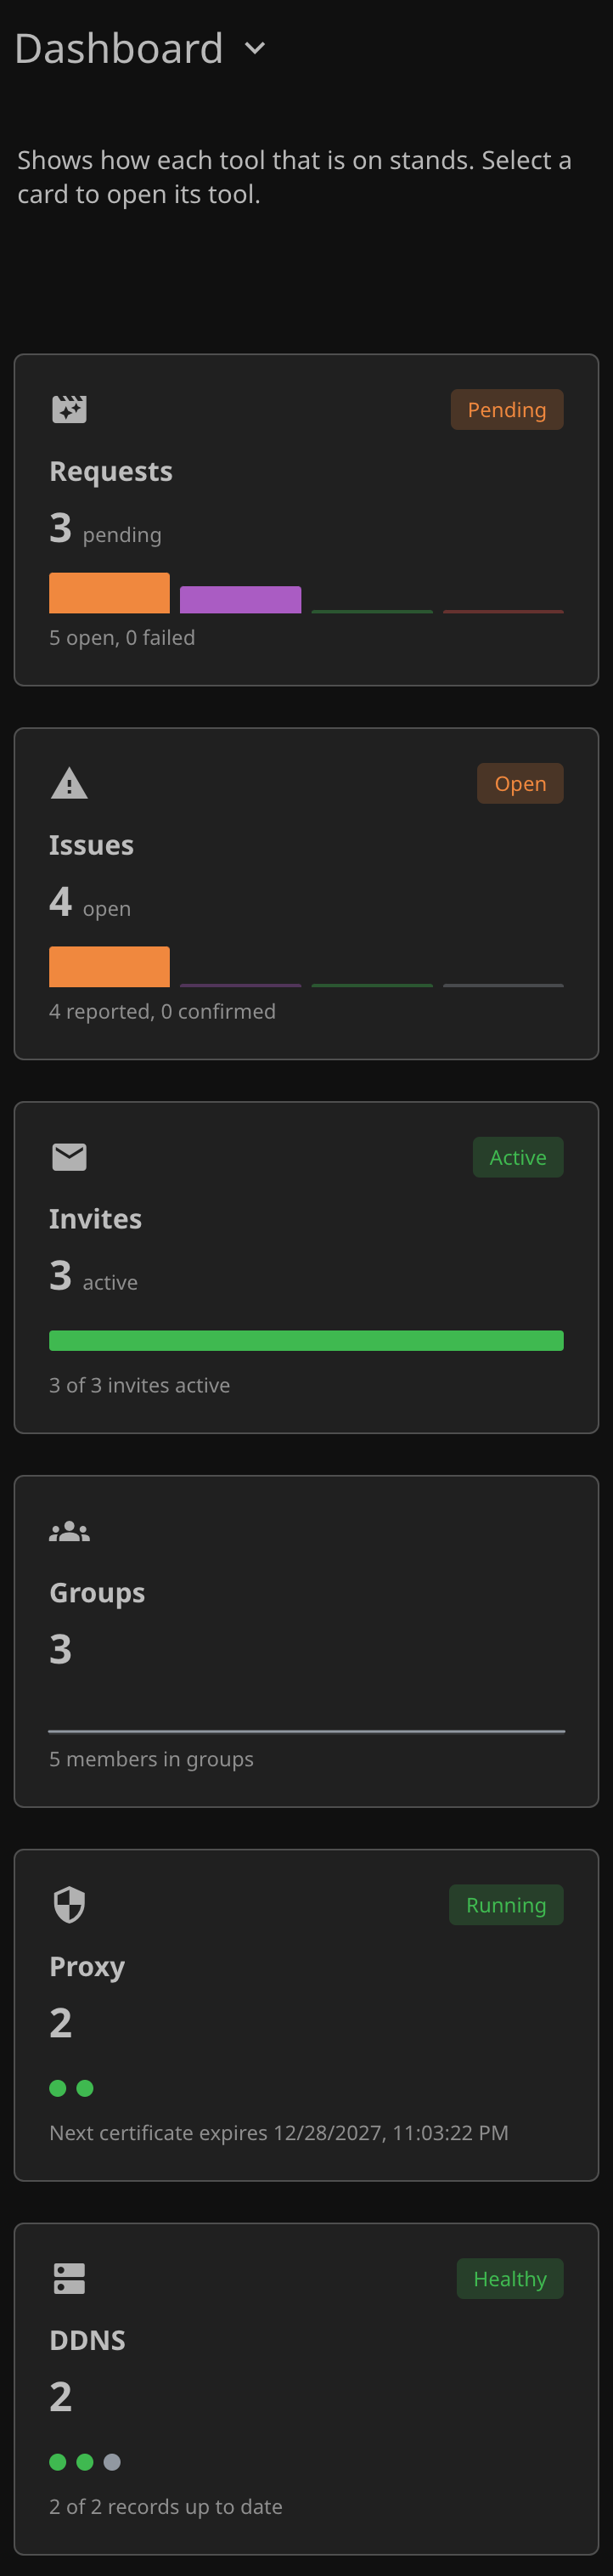 Dashboard
Shows how each tool that is on stands. Select a
card to open its tool.
Pending
Requests
3 pending
5 open, 0 failed
Open
Issues
4 open
4 reported, 0 confirmed
Active
Invites
3 active
3 of 3 invites active
Groups
3
5 members in groups
Running
Proxy
2
Next certificate expires 12/28/2027, 11:03:22 PM
Healthy
DDNS
2
2 of 2 records up to date